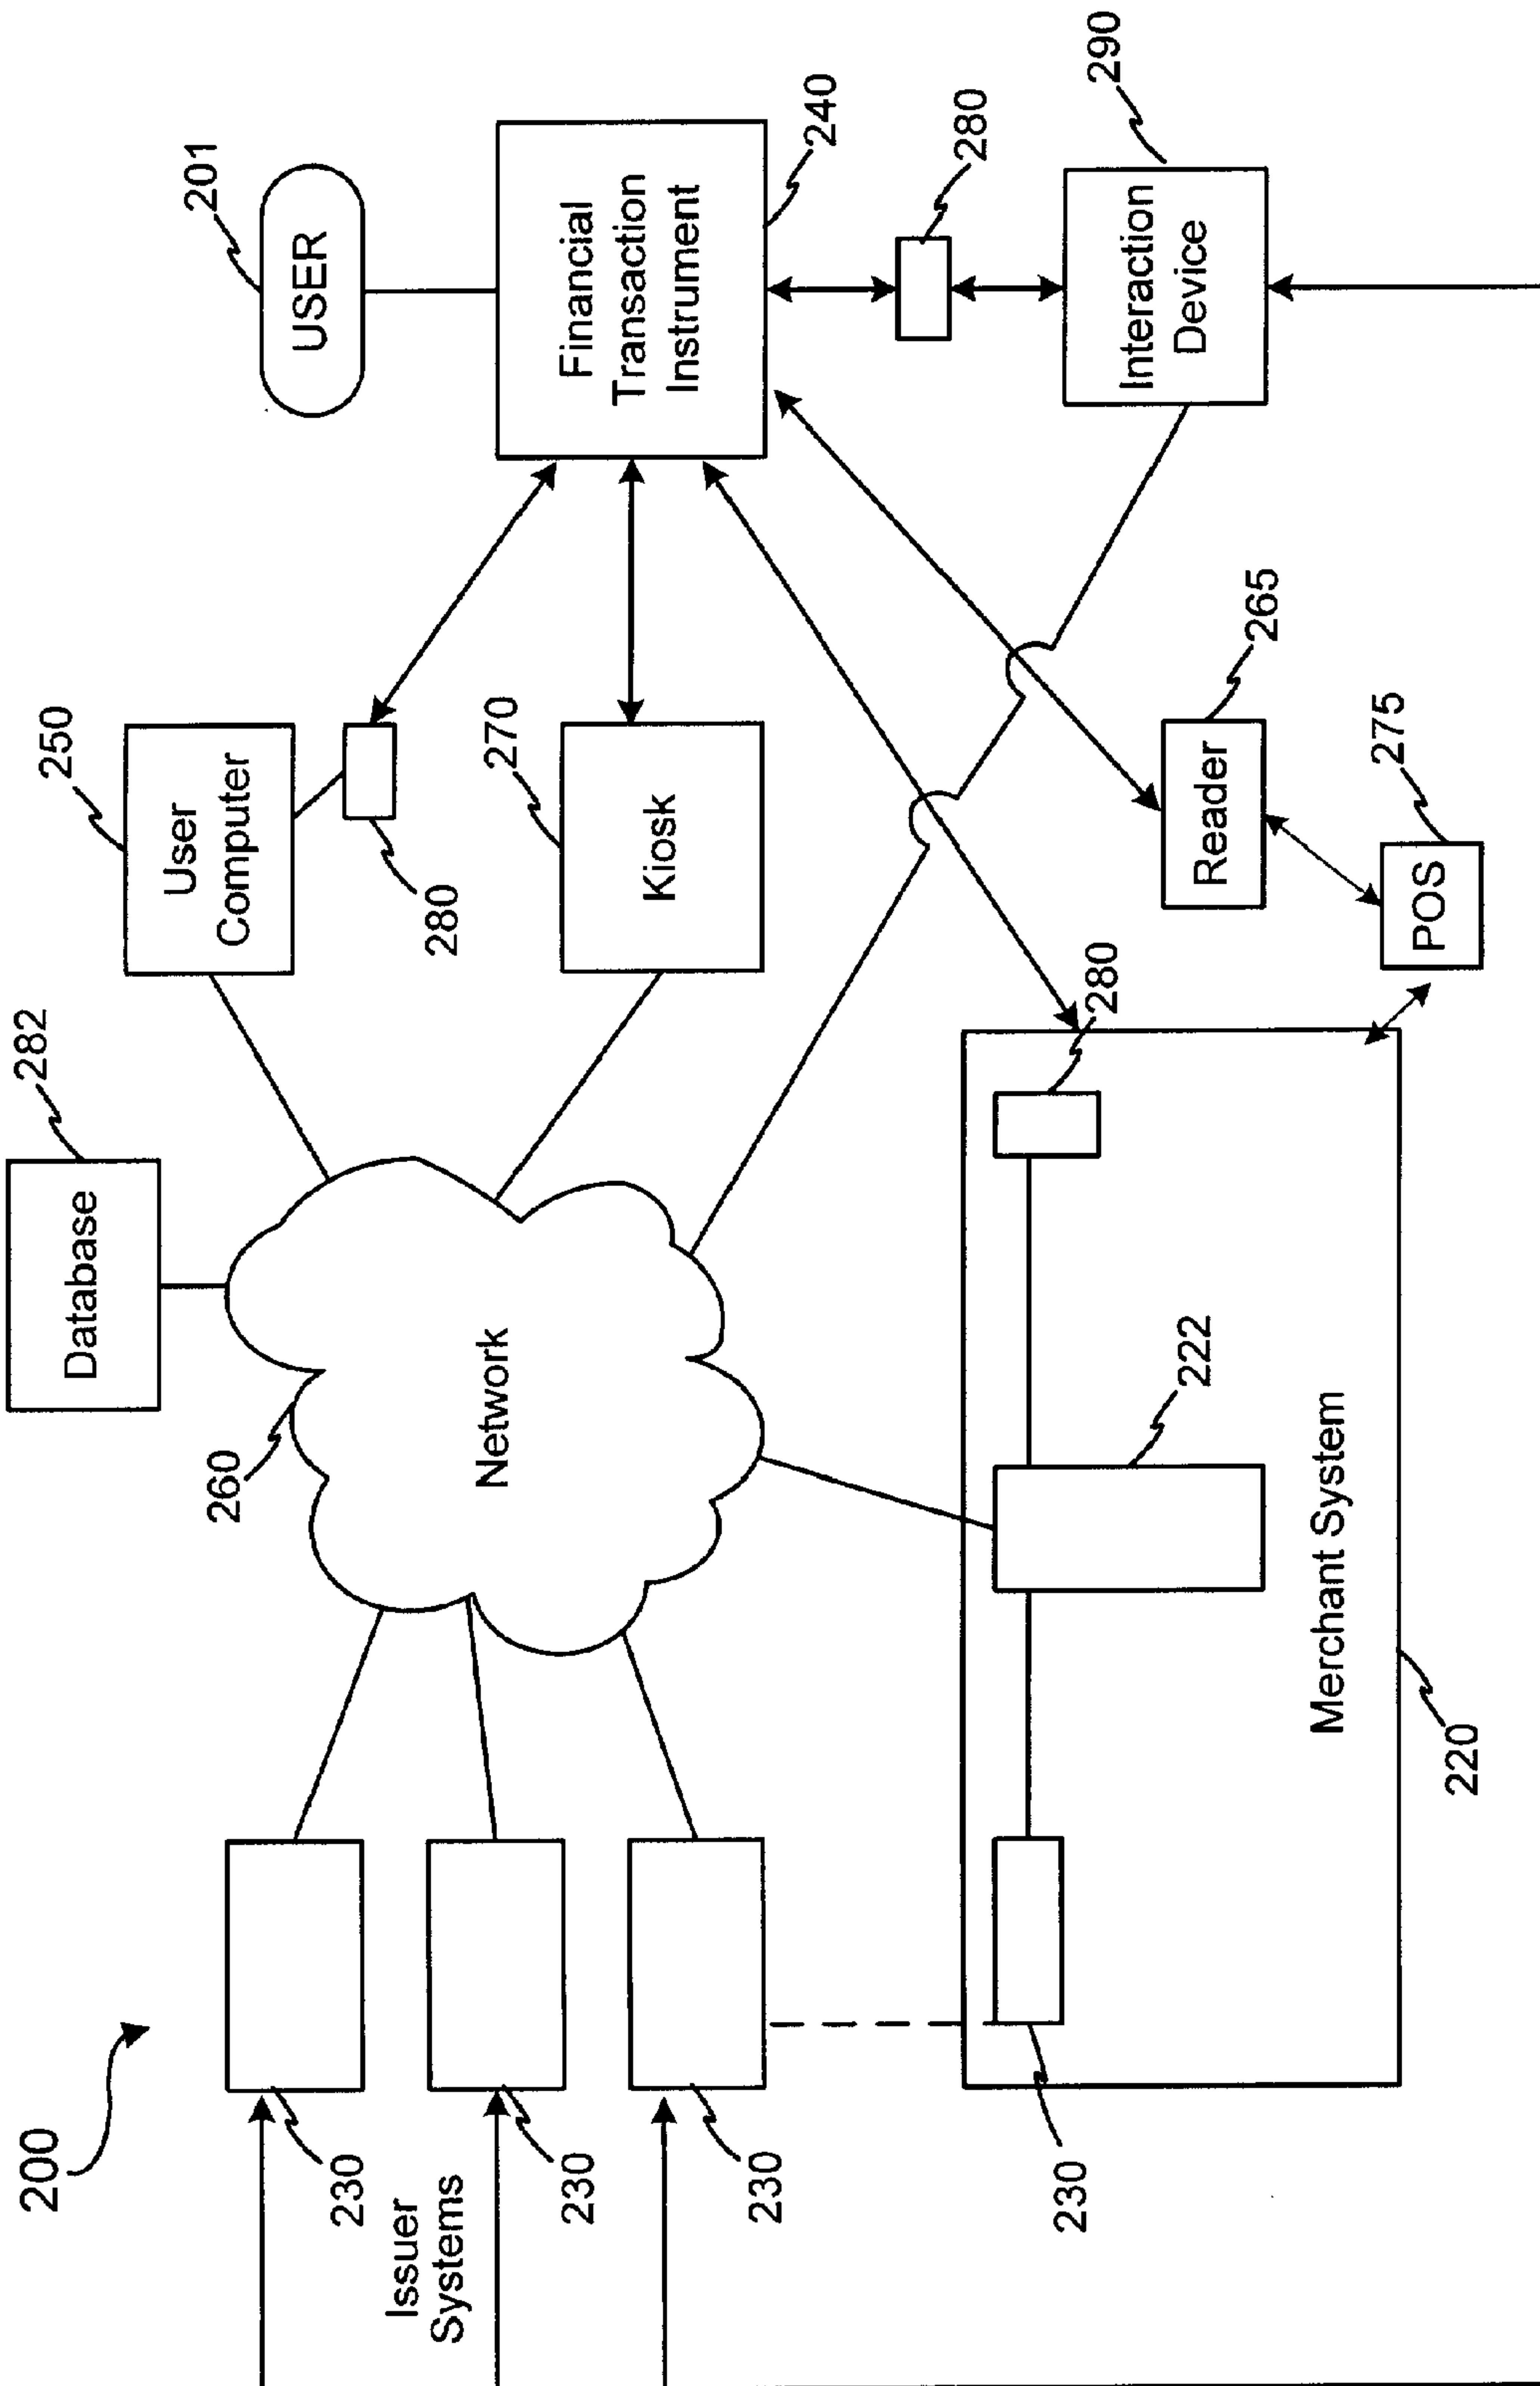 200
282
Database
250
User
Computer
280
201
USER
260
Network
270
Kiosk
Financial
Transaction
Instrument
240
280
290
Interaction
Device
230
Issuer
Systems
230
230
230
222
280
Merchant System
220
Reader
265
POS
275